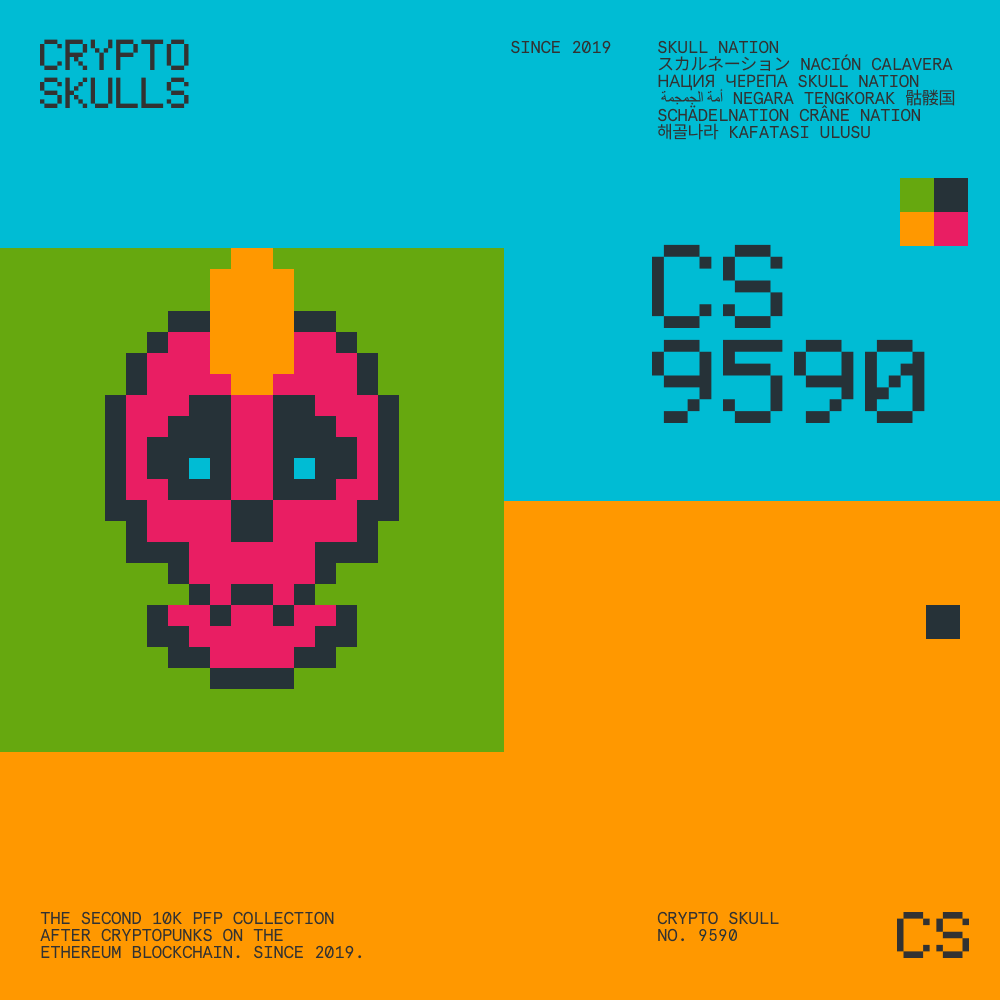 CRYPTO
SKULLS
SINCE 2019
SKULL NATION
スカルネーション NACIÓN CALAVERA
НАЦИЯ ЧЕРЕПА SKULL NATION
أمة الجمجمة NEGARA TENGKORAK 骷髅国
SCHÄDELNATION CRÂNE NATION
해골나라 KAFATASI ULUSU
CS
9590
THE SECOND 10K PFP COLLECTION
AFTER CRYPTOPUNKS ON THE
ETHEREUM BLOCKCHAIN. SINCE 2019.
CRYPTO SKULL
NO. 9590
CS